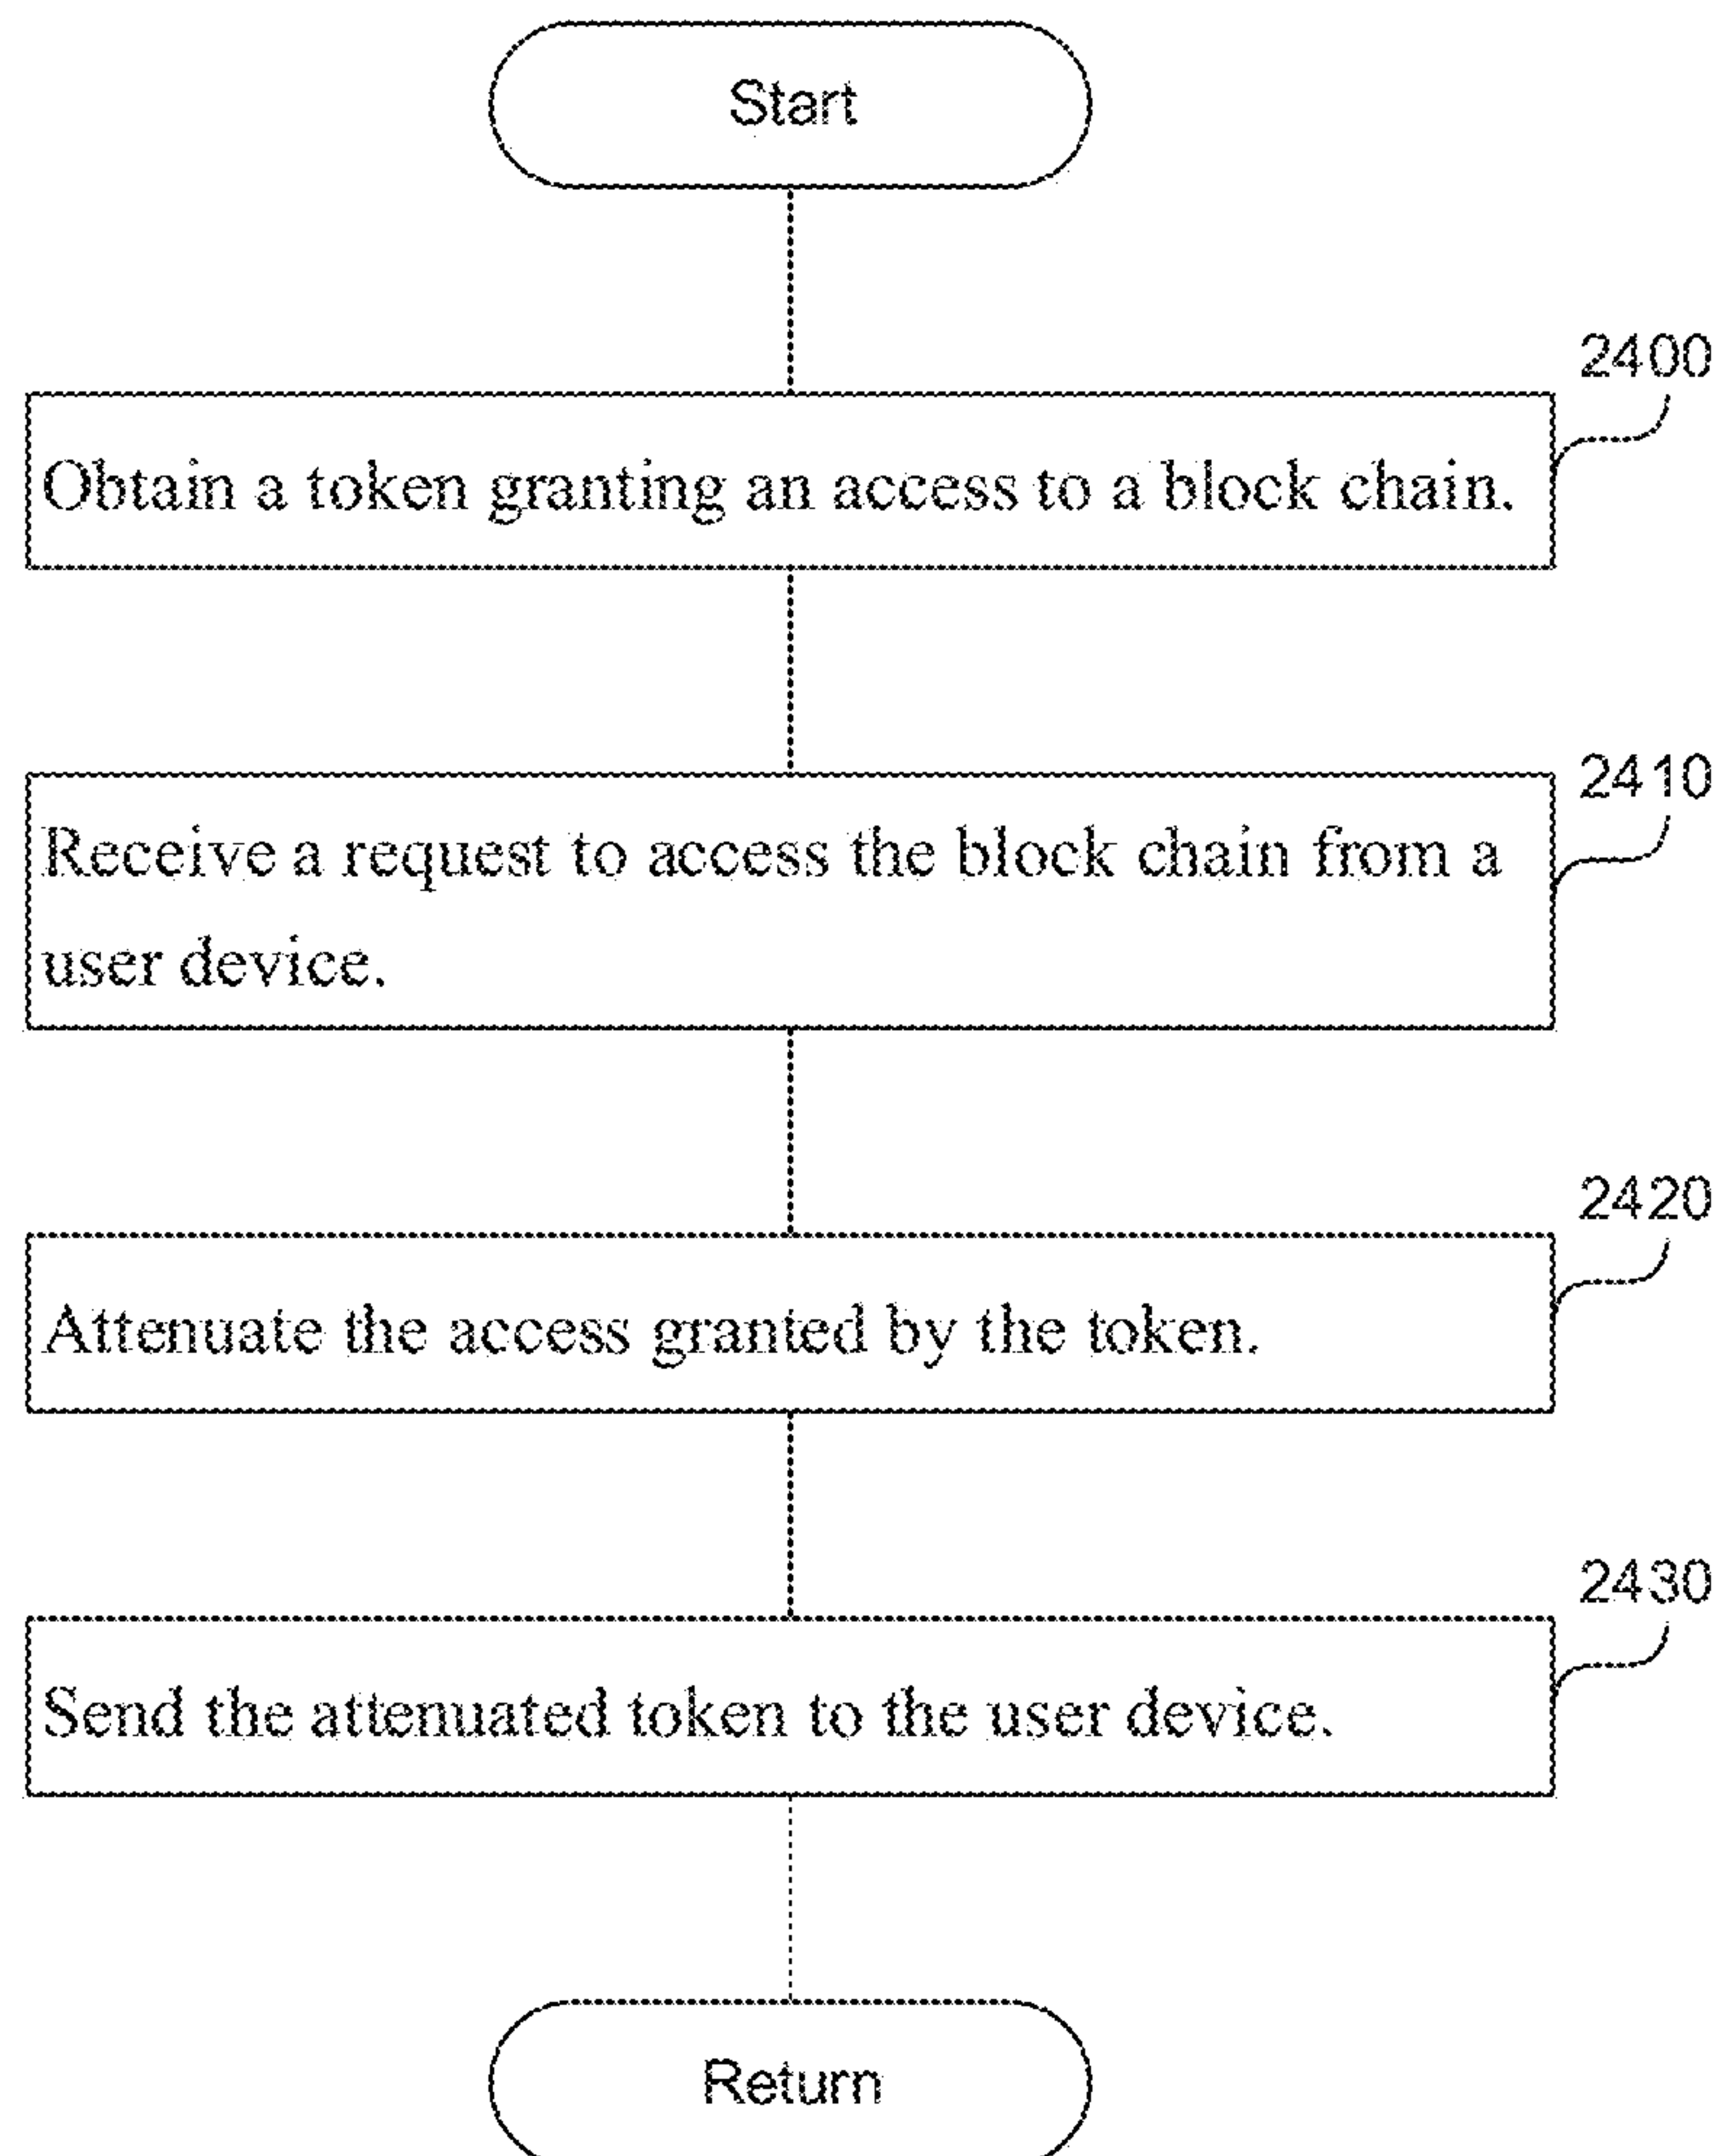 Start
2400
Obtain a token granting an access to a block chain.
2410
Receive a request to access the block chain from a
user device.
2420
Attenuate the access granted by the token.
2430
Send the attenuated token to the user device.
Return